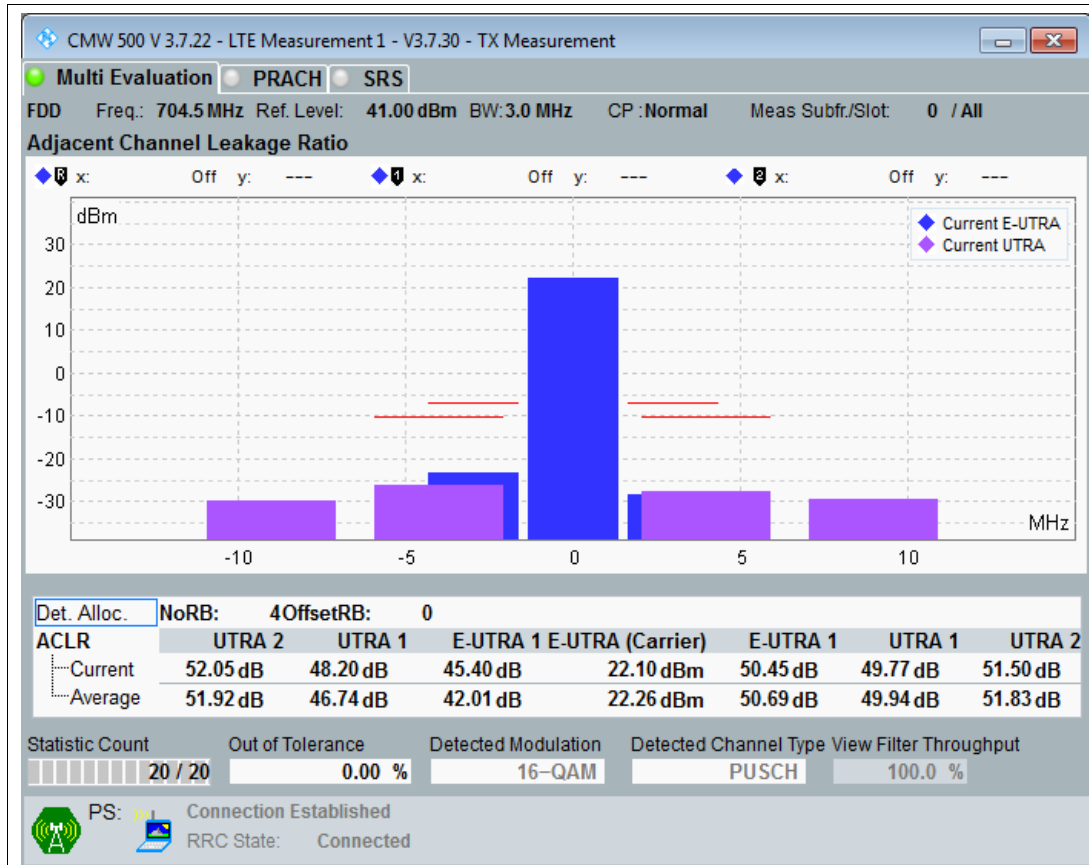 CMW 500 V 3.7.22 - LTE Measurement 1 - V3.7.30 - TX Measurement
Multi Evaluation PRACH SRS
FDD Freq.: 704.5 MHz Ref. Level: 41.00 dBm BW: 3.0 MHz CP : Normal Meas Subfr./Slot: 0 / All
Adjacent Channel Leakage Ratio
R x: Off y: --- 1 x: Off y: --- 2 x: Off y: ---
dBm
Current E-UTRA
Current UTRA
30
20
10
0
-10
-20
-30
MHz
-10 -5 0 5 10
Det. Alloc. NoRB: 4 OffsetRB: 0
ACLR UTRA 2 UTRA 1 E-UTRA 1 E-UTRA (Carrier) E-UTRA 1 UTRA 1 UTRA 2
Current 52.05 dB 48.20 dB 45.40 dB 22.10 dBm 50.45 dB 49.77 dB 51.50 dB
Average 51.92 dB 46.74 dB 42.01 dB 22.26 dBm 50.69 dB 49.94 dB 51.83 dB
Statistic Count Out of Tolerance Detected Modulation Detected Channel Type View Filter Throughput
20 / 20 0.00 % 16-QAM PUSCH 100.0 %
PS: Connection Established
RRC State: Connected